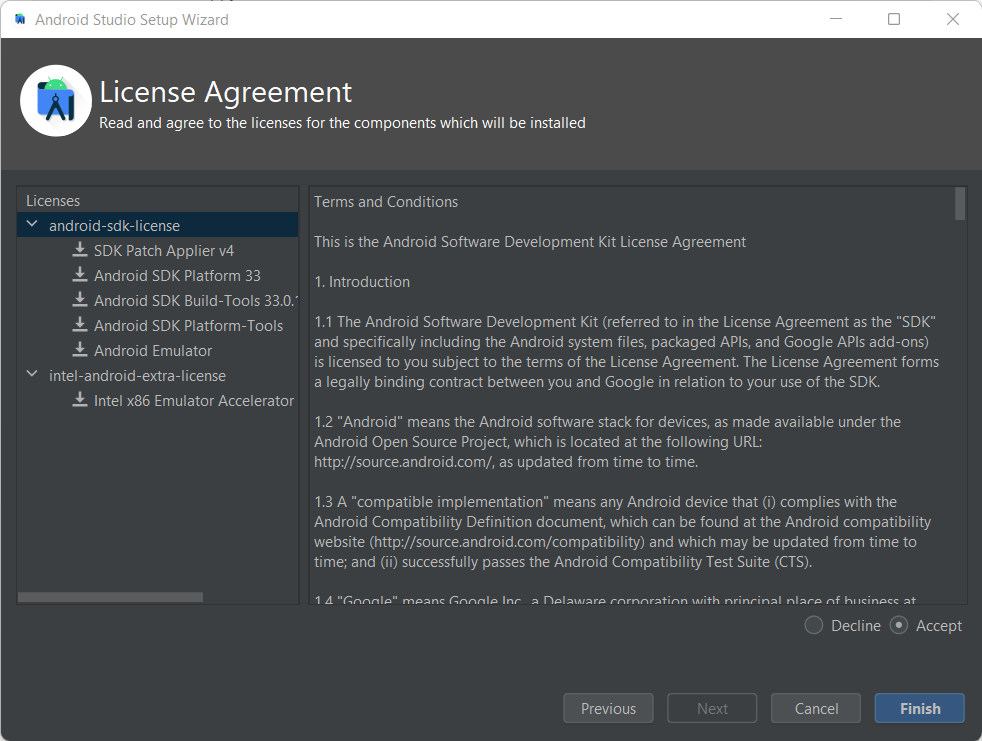 Android Studio Setup Wizard
License Agreement
Read and agree to the licenses for the components which will be installed
Licenses
android-sdk-license
SDK Patch Applier v4
Android SDK Platform 33
Android SDK Build-Tools 33.0.
Android SDK Platform-Tools
Android Emulator
intel-android-extra-license
Intel x86 Emulator Accelerator
Terms and Conditions
This is the Android Software Development Kit License Agreement
1. Introduction
1.1 The Android Software Development Kit (referred to in the License Agreement as the "SDK"
and specifically including the Android system files, packaged APIs, and Google APIs add-ons)
is licensed to you subject to the terms of the License Agreement. The License Agreement forms
a legally binding contract between you and Google in relation to your use of the SDK.
1.2 "Android" means the Android software stack for devices, as made available under the
Android Open Source Project, which is located at the following URL:
http://source.android.com/, as updated from time to time.
1.3 A "compatible implementation" means any Android device that (i) complies with the
Android Compatibility Definition document, which can be found at the Android compatibility
website (http://source.android.com/compatibility) and which may be updated from time to
time; and (ii) successfully passes the Android Compatibility Test Suite (CTS).
1.4 "Google" means Google Inc., a Delaware corporation with principal place of business at
Decline
Accept
Previous
Next
Cancel
Finish